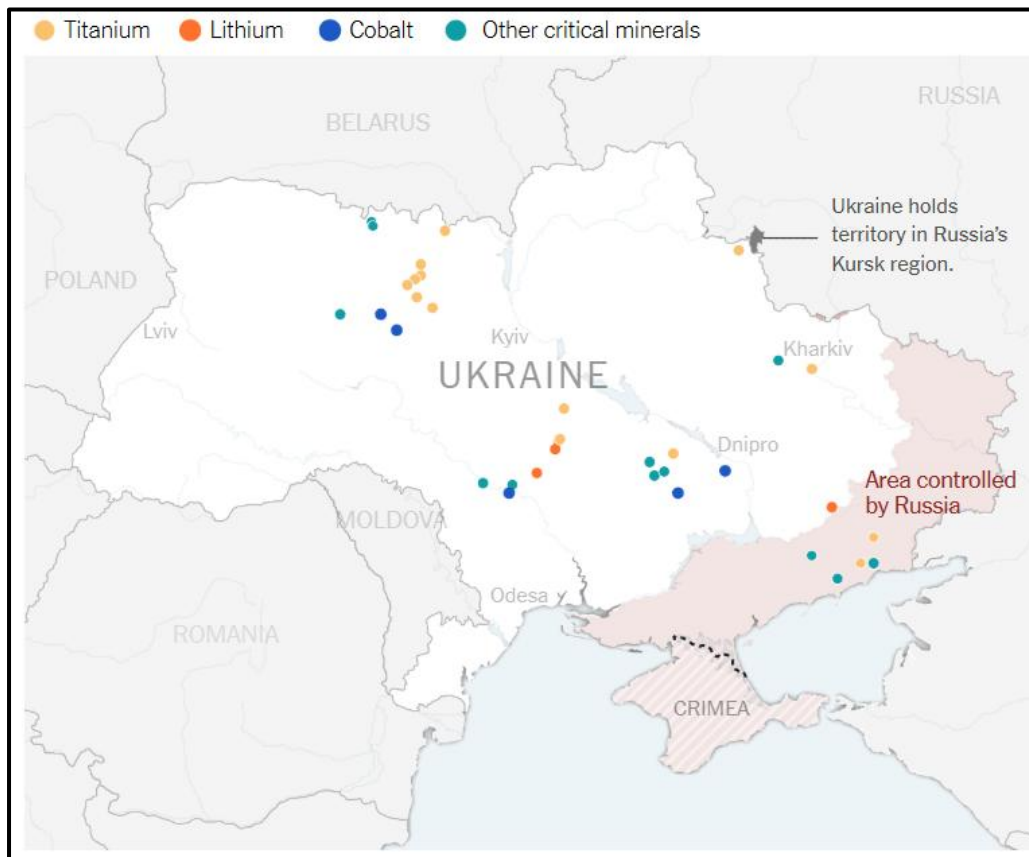 Titanium Lithium Cobalt Other critical minerals
RUSSIA
BELARUS
Ukraine holds
territory in Russia's
Kursk region.
POLAND
Lviv
Kyiv
Kharkiv
UKRAINE
Dnipro
Area controlled
by Russia
MOLDOVA
Odesa
ROMANIA
CRIMEA